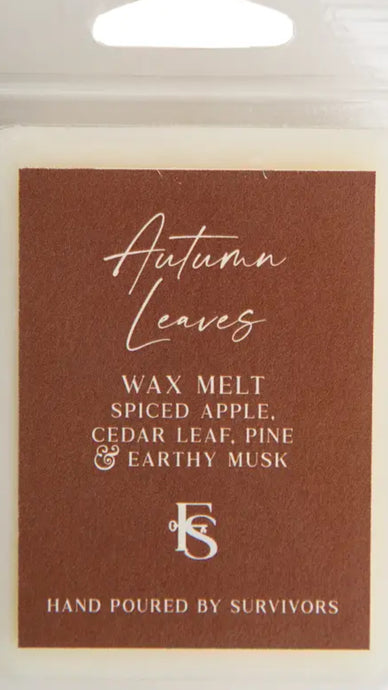 Autumn
Leaves
WAX MELT
SPICED APPLE,
CEDAR LEAF, PINE
& EARTHY MUSK
FS
HAND POURED BY SURVIVORS